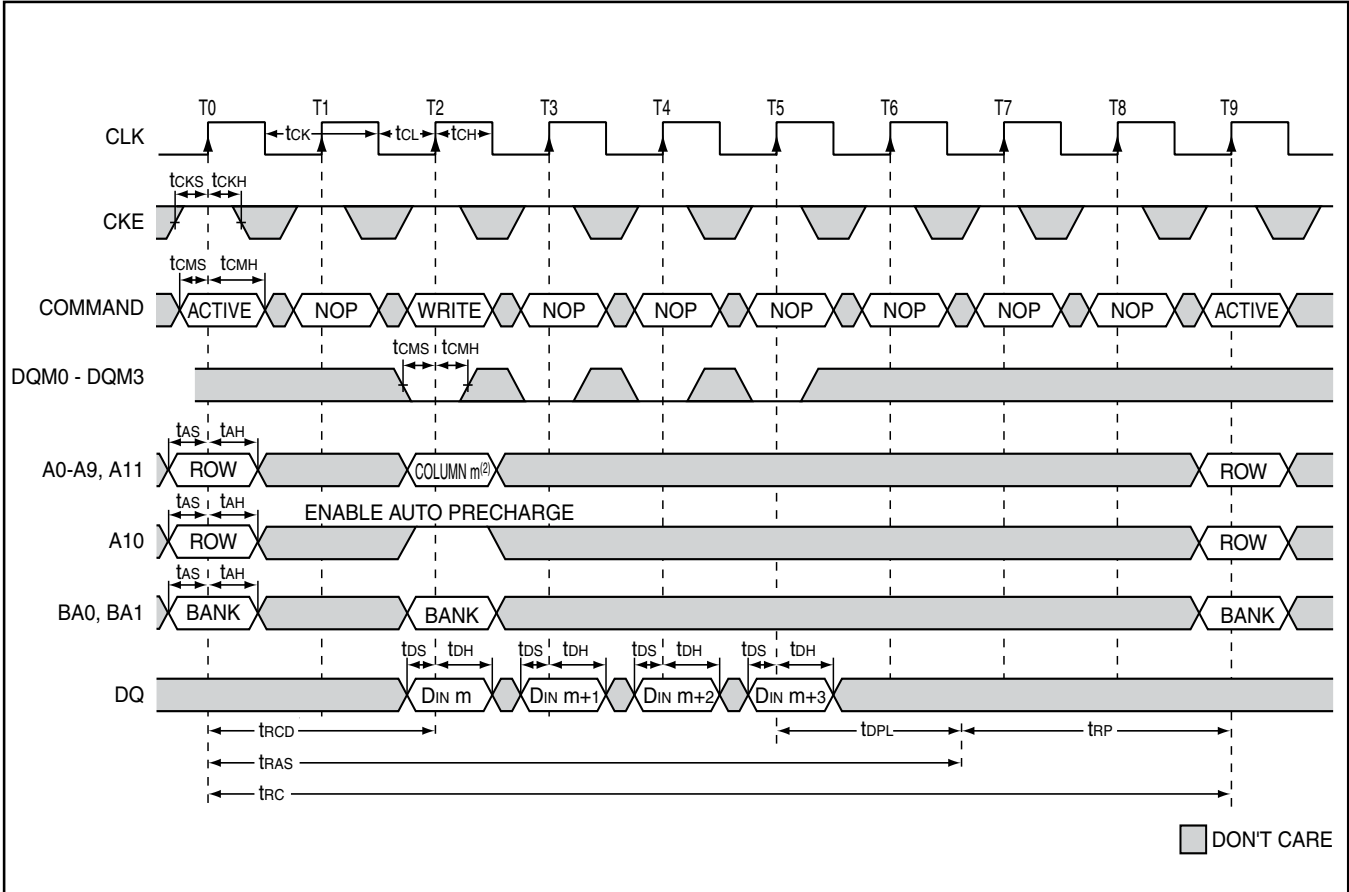 T0 T1 T2 T3 T4 T5 T6 T7 T8 T9
CLK tCK tCL tCH
tCKS tCKH
CKE
tCMS tCMH
COMMAND ACTIVE NOP WRITE NOP NOP NOP NOP NOP NOP ACTIVE
tCMS tCMH
DQM0 - DQM3
tAS tAH
A0-A9, A11 ROW COLUMN m(2) ROW
tAS tAH ENABLE AUTO PRECHARGE
A10 ROW ROW
tAS tAH
BA0, BA1 BANK BANK BANK
tDS tDH tDS tDH tDS tDH tDS tDH
DQ DIN m DIN m+1 DIN m+2 DIN m+3
tRCD tDPL tRP
tRAS
tRC
DON'T CARE